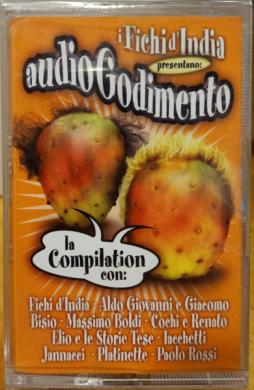 i Fichi d'India
presentano:
audioGodimento
la
Compilation
con:
Fichi d'India - Aldo Giovanni e Giacomo
Bisio - Massimo Boldi - Cochi e Renato
Elio e le Storie Tese - Iacchetti
Jannacci - Platinette - Paolo Rossi